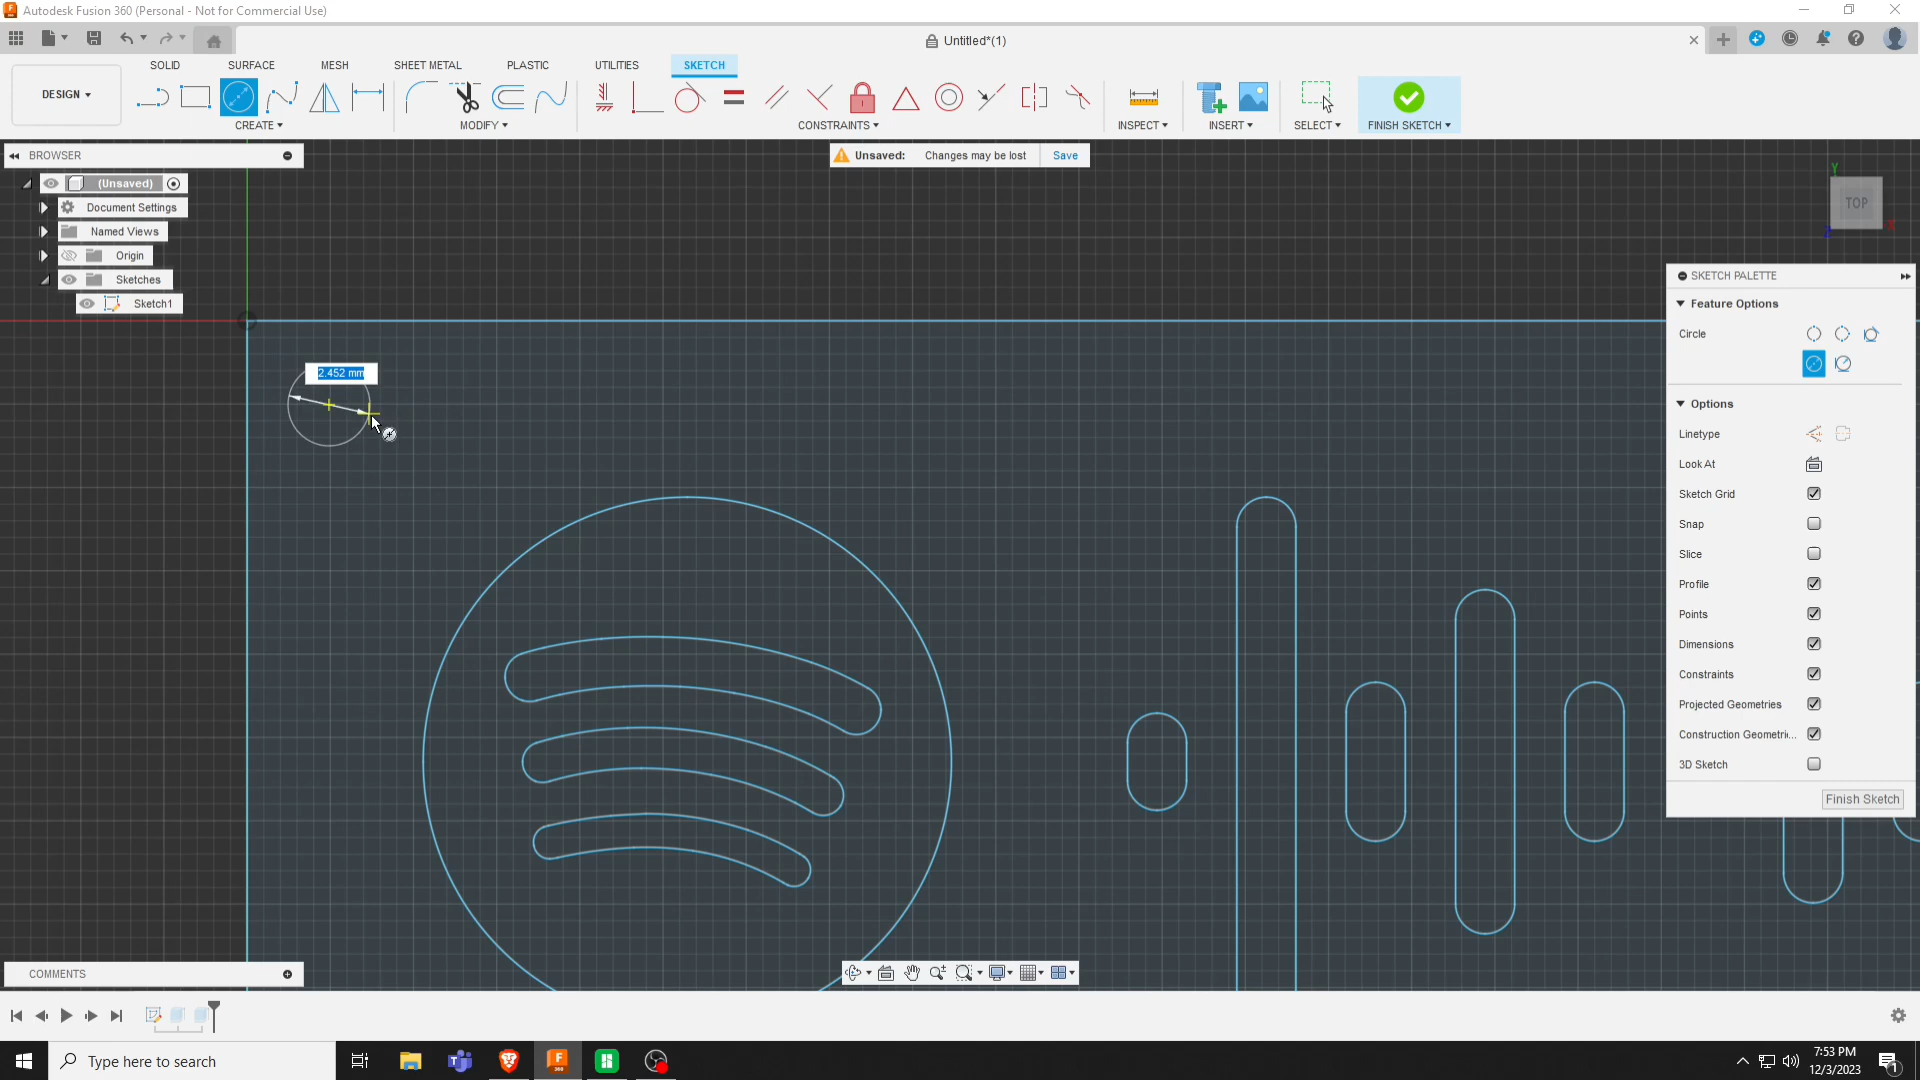 Autodesk Fusion 360 (Personal - Not for Commercial Use)
Untitled*(1)
SOLID
SURFACE
MESH
SHEET METAL
PLASTIC
UTILITIES
SKETCH
DESIGN
CREATE
MODIFY
CONSTRAINTS
INSPECT
INSERT
SELECT
FINISH SKETCH
BROWSER
Unsaved: Changes may be lost
Save
(Unsaved)
Document Settings
Named Views
Origin
Sketches
Sketch1
Y
TOP
X
Z
2.452 mm
SKETCH PALETTE
Feature Options
Circle
Options
Linetype
Look At
Sketch Grid
Snap
Slice
Profile
Points
Dimensions
Constraints
Projected Geometries
Construction Geometri...
3D Sketch
Finish Sketch
COMMENTS
Type here to search
F
360
7:53 PM
12/3/2023
1